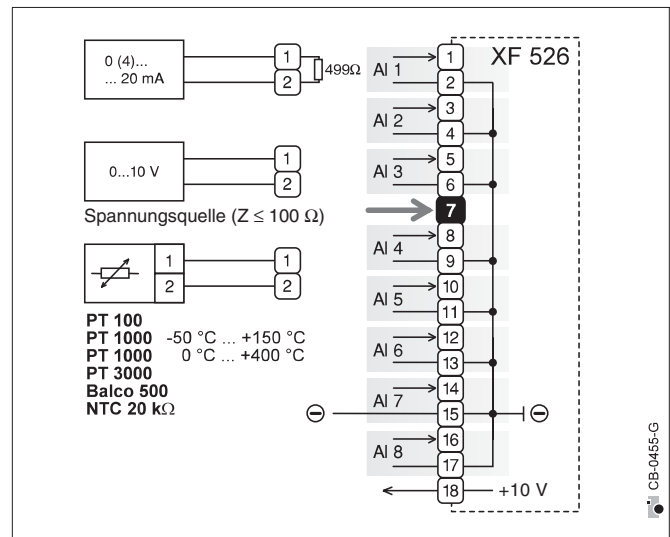 0 (4)...
... 20 mA
1
2
499Ω
0...10 V
1
2
Spannungsquelle (Z ≤ 100 Ω)
1
2
1
2
PT 100
PT 1000 -50 °C ... +150 °C
PT 1000 0 °C ... +400 °C
PT 3000
Balco 500
NTC 20 kΩ
XF 526
AI 1
1
2
AI 2
3
4
AI 3
5
6
7
AI 4
8
9
AI 5
10
11
AI 6
12
13
AI 7
14
15
AI 8
16
17
18
+10 V
CB-0455-G